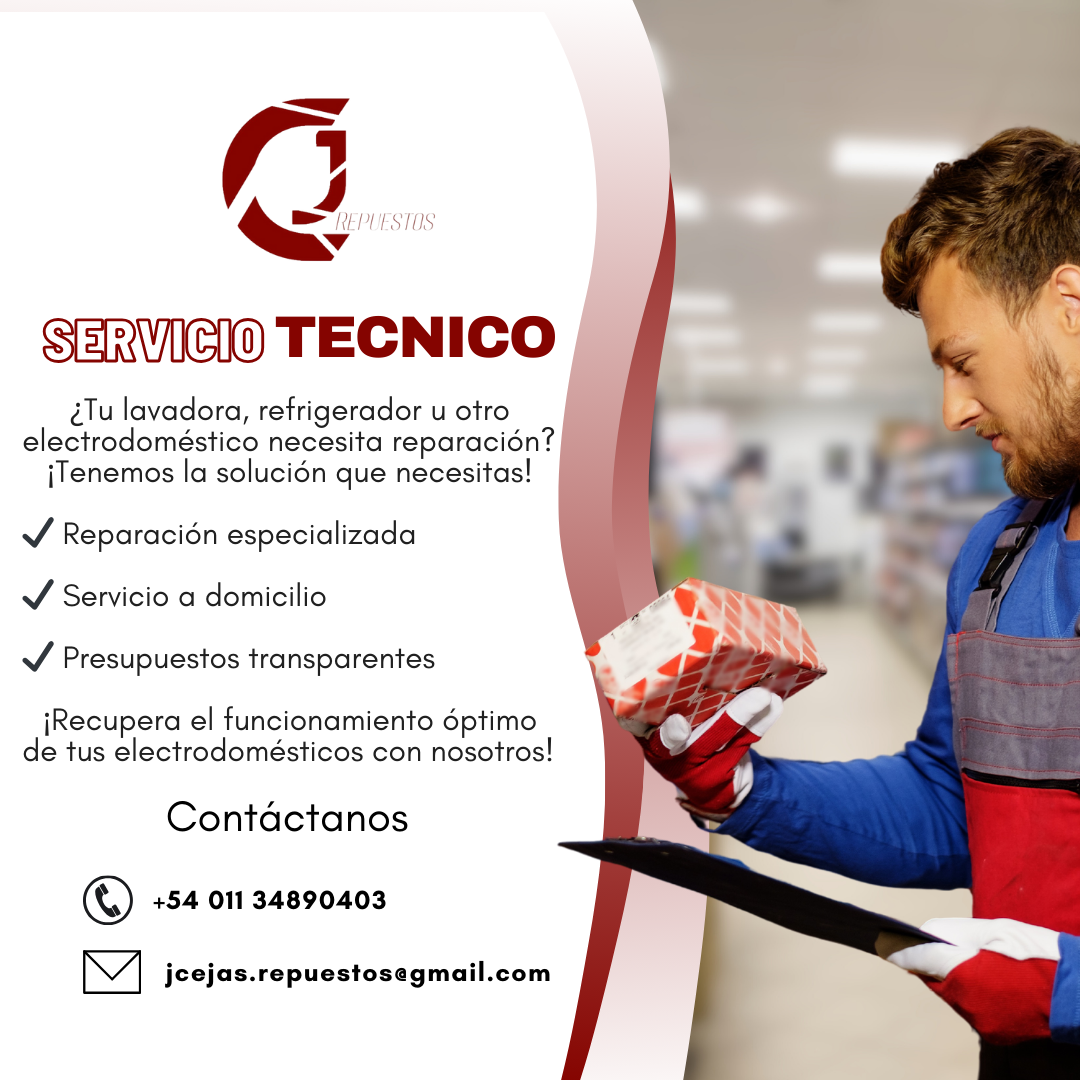 CJ
REPUESTOS
SERVICIO TECNICO
¿Tu lavadora, refrigerador u otro
electrodoméstico necesita reparación?
¡Tenemos la solución que necesitas!
Reparación especializada
Servicio a domicilio
Presupuestos transparentes
¡Recupera el funcionamiento óptimo
de tus electrodomésticos con nosotros!
Contáctanos
+54 011 34890403
jcejas.repuestos@gmail.com